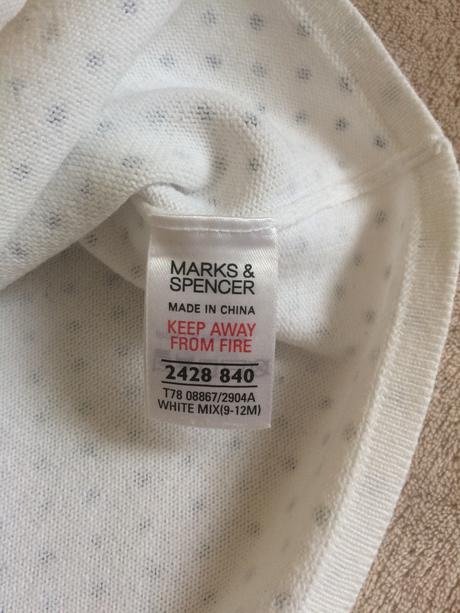 MARKS &
SPENCER
MADE IN CHINA
KEEP AWAY
FROM FIRE
2428 840
T78 08867/2904A
WHITE MIX(9-12M)